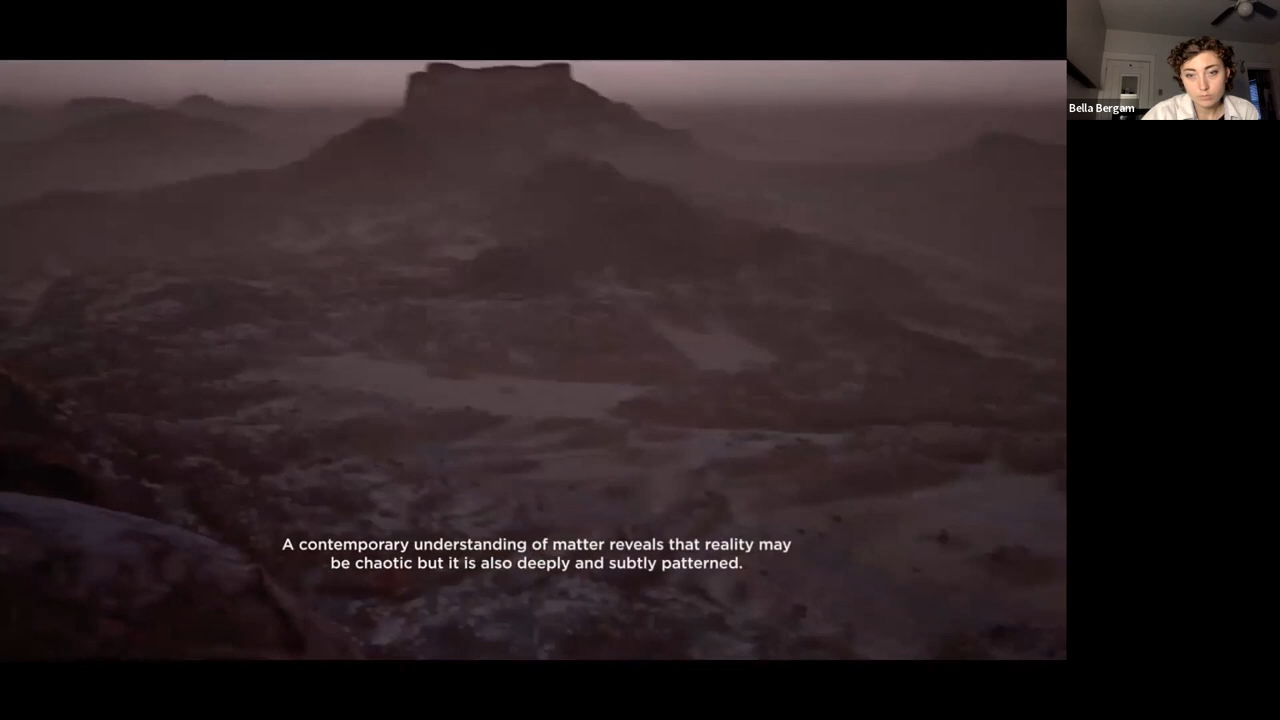 Bella Bergam
A contemporary understanding of matter reveals that reality may
be chaotic but it is also deeply and subtly patterned.